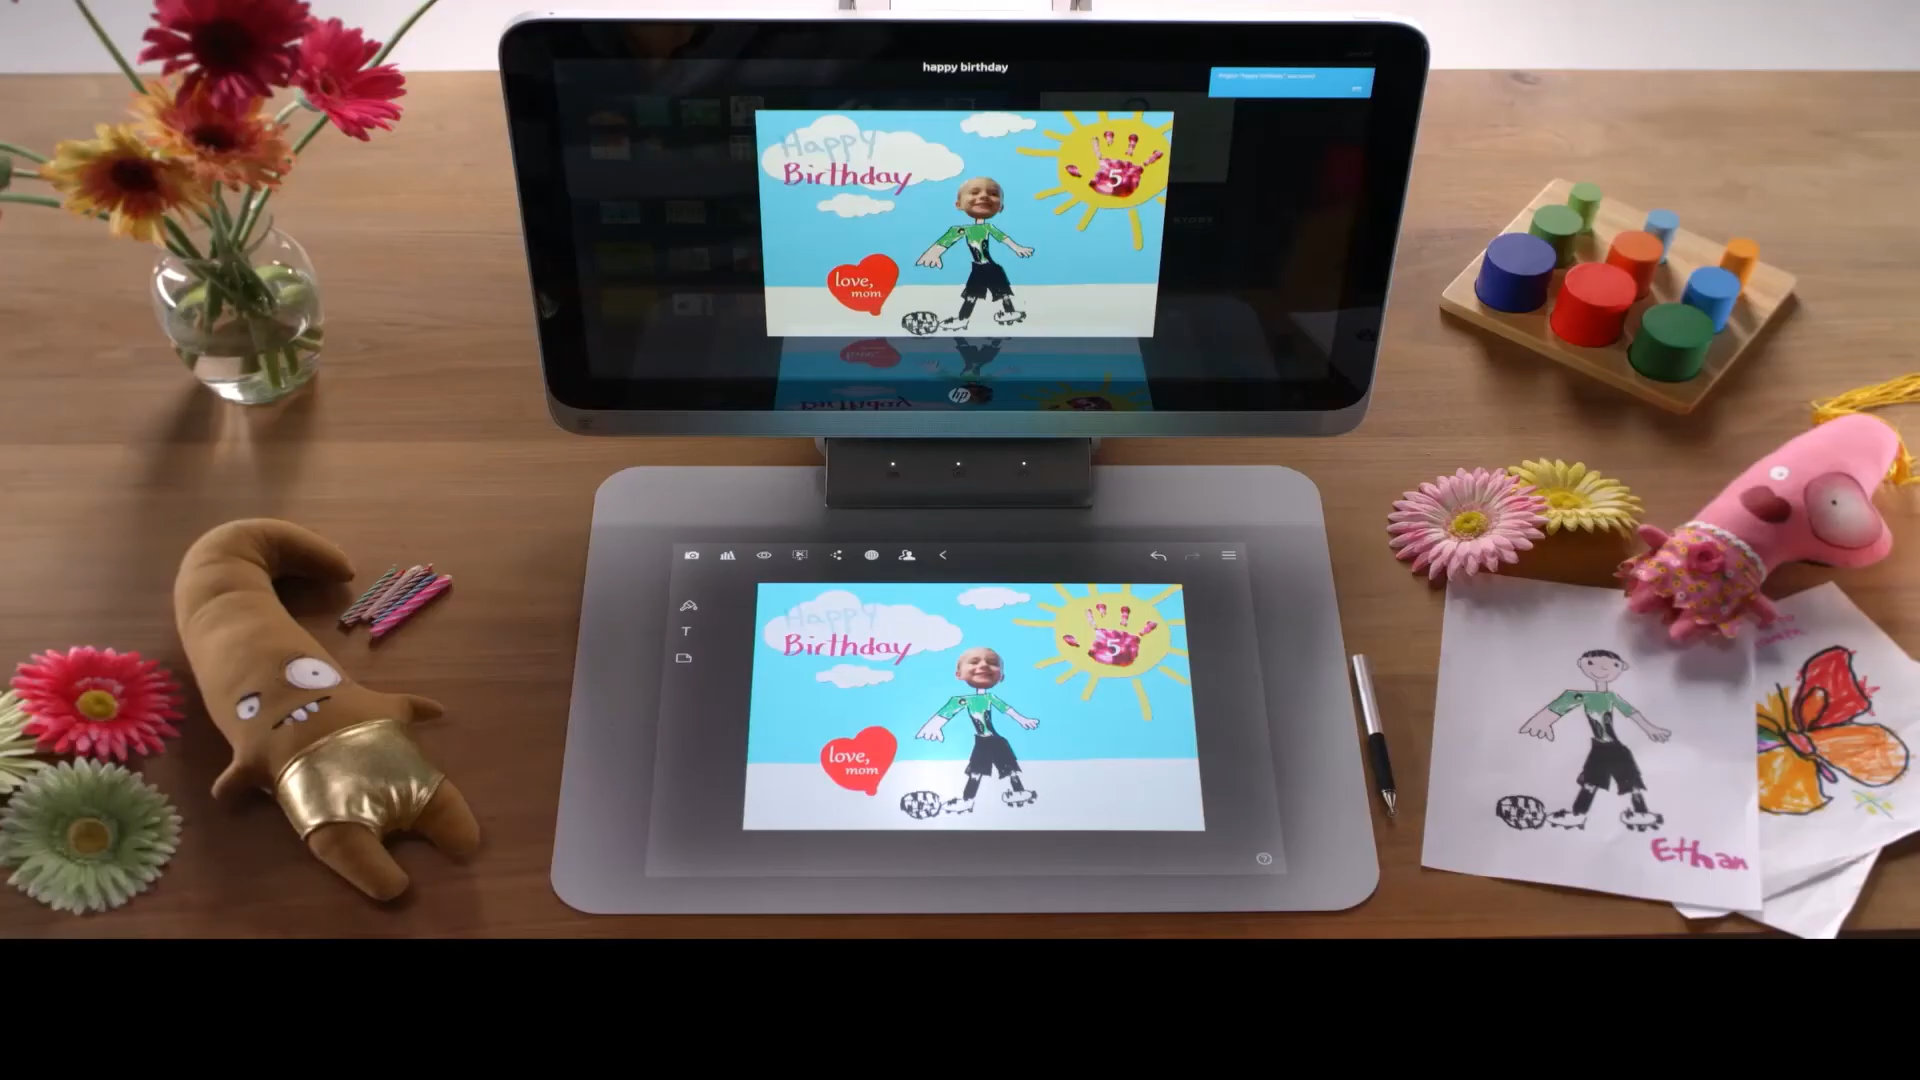 happy birthday
Happy
Birthday
5
love,
mom
hp
Happy
Birthday
5
love,
mom
T
Ethan